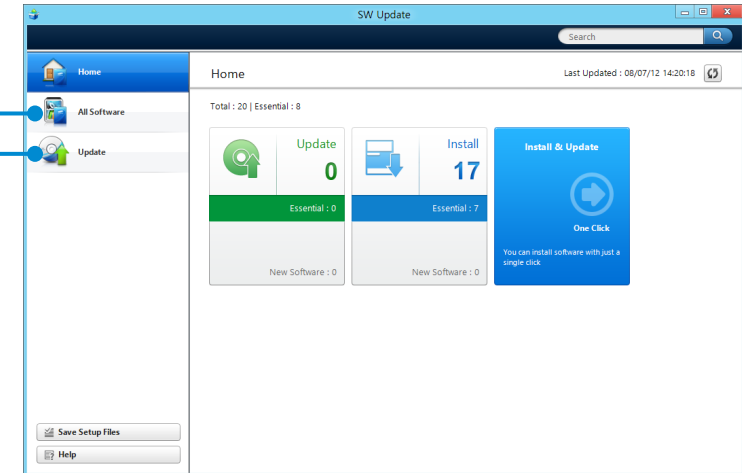 SW Update
Search
Home
All Software
Update
Save Setup Files
Help
Home
Last Updated : 08/07/12 14:20:18
Total : 20 | Essential : 8
Update
0
Essential : 0
New Software : 0
Install
17
Essential : 7
New Software : 0
Install & Update
One Click
You can install software with just a
single click